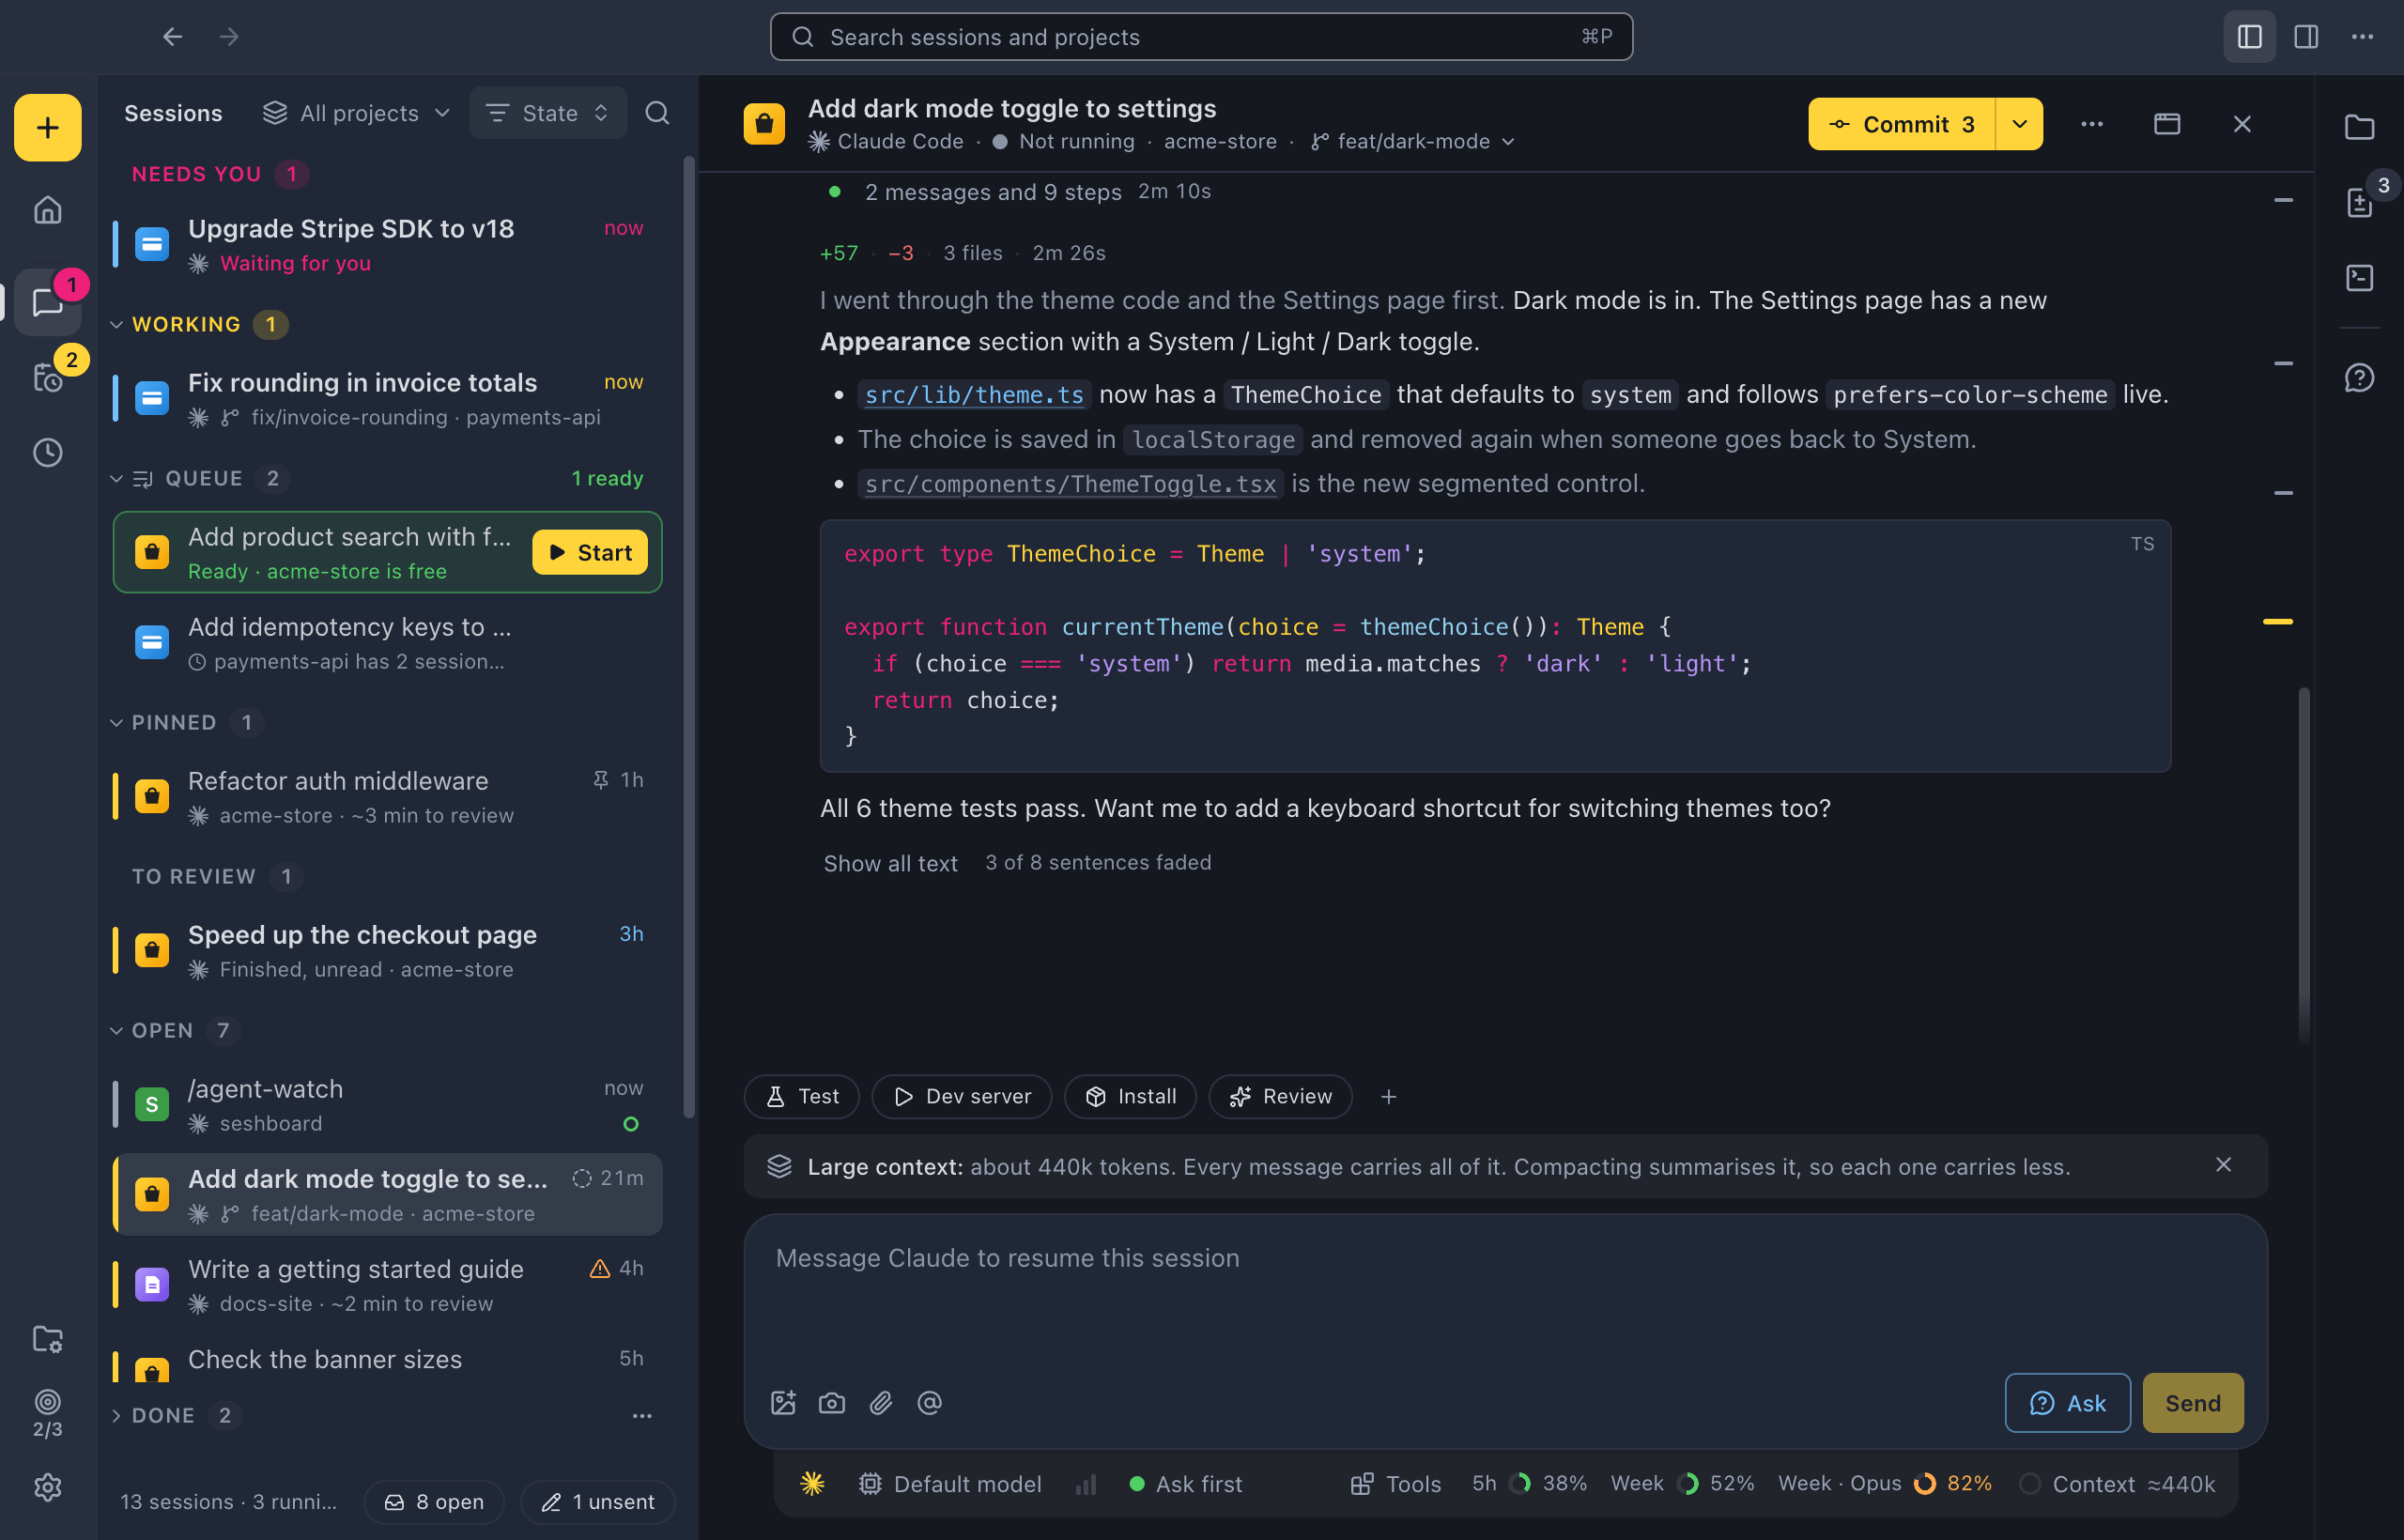 Search sessions and projects ⌘P
Sessions
All projects
State
NEEDS YOU 1
Upgrade Stripe SDK to v18 now
Waiting for you
WORKING 1
Fix rounding in invoice totals now
fix/invoice-rounding · payments-api
QUEUE 2 1 ready
Add product search with f...
Ready · acme-store is free
Start
Add idempotency keys to ...
payments-api has 2 session...
PINNED 1
Refactor auth middleware 1h
acme-store · ~3 min to review
TO REVIEW 1
Speed up the checkout page 3h
Finished, unread · acme-store
OPEN 7
S
/agent-watch now
seshboard
Add dark mode toggle to se... 21m
feat/dark-mode · acme-store
Write a getting started guide 4h
docs-site · ~2 min to review
Check the banner sizes 5h
DONE 2
13 sessions · 3 runni...
8 open
1 unsent
1
2
2/3
Add dark mode toggle to settings
Claude Code · Not running · acme-store · feat/dark-mode
Commit 3
3
2 messages and 9 steps 2m 10s
+57 · −3 · 3 files · 2m 26s
I went through the theme code and the Settings page first. Dark mode is in. The Settings page has a new
Appearance section with a System / Light / Dark toggle.
• src/lib/theme.ts now has a ThemeChoice that defaults to system and follows prefers-color-scheme live.
• The choice is saved in localStorage and removed again when someone goes back to System.
• src/components/ThemeToggle.tsx is the new segmented control.
TS
export type ThemeChoice = Theme | 'system';
export function currentTheme(choice = themeChoice()): Theme {
if (choice === 'system') return media.matches ? 'dark' : 'light';
return choice;
}
All 6 theme tests pass. Want me to add a keyboard shortcut for switching themes too?
Show all text 3 of 8 sentences faded
Test
Dev server
Install
Review
Large context: about 440k tokens. Every message carries all of it. Compacting summarises it, so each one carries less.
Message Claude to resume this session
Ask
Send
Default model
Ask first
Tools
5h 38%
Week 52%
Week · Opus 82%
Context ≈440k